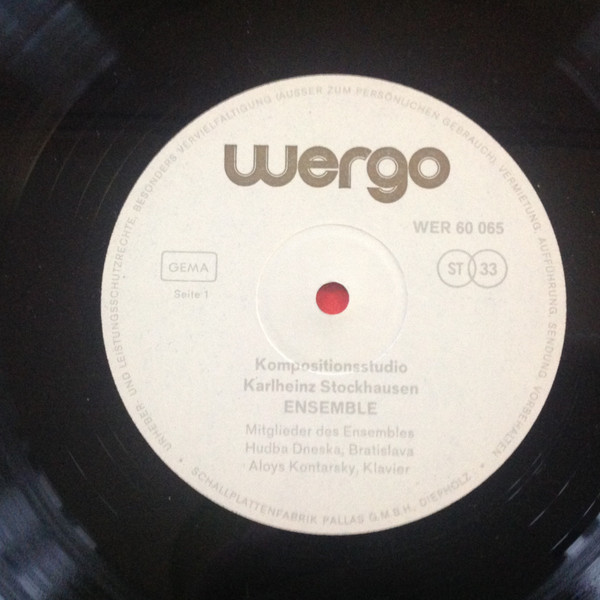 URHEBER- UND LEISTUNGSSCHUTZRECHTE, BESONDERS VERVIELFÄLTIGUNG (AUSSER ZUM PERSÖNLICHEN GEBRAUCH), VERMIETUNG, AUFFÜHRUNG, SENDUNG VORBEHALTEN
wergo
WER 60 065
GEMA
ST 33
Seite 1
Kompositionsstudio
Karlheinz Stockhausen
ENSEMBLE
Mitglieder des Ensembles
Hudba Dneska, Bratislava
Aloys Kontarsky, Klavier
• SCHALLPLATTENFABRIK PALLAS G.M.B.H., DIEPHOLZ •